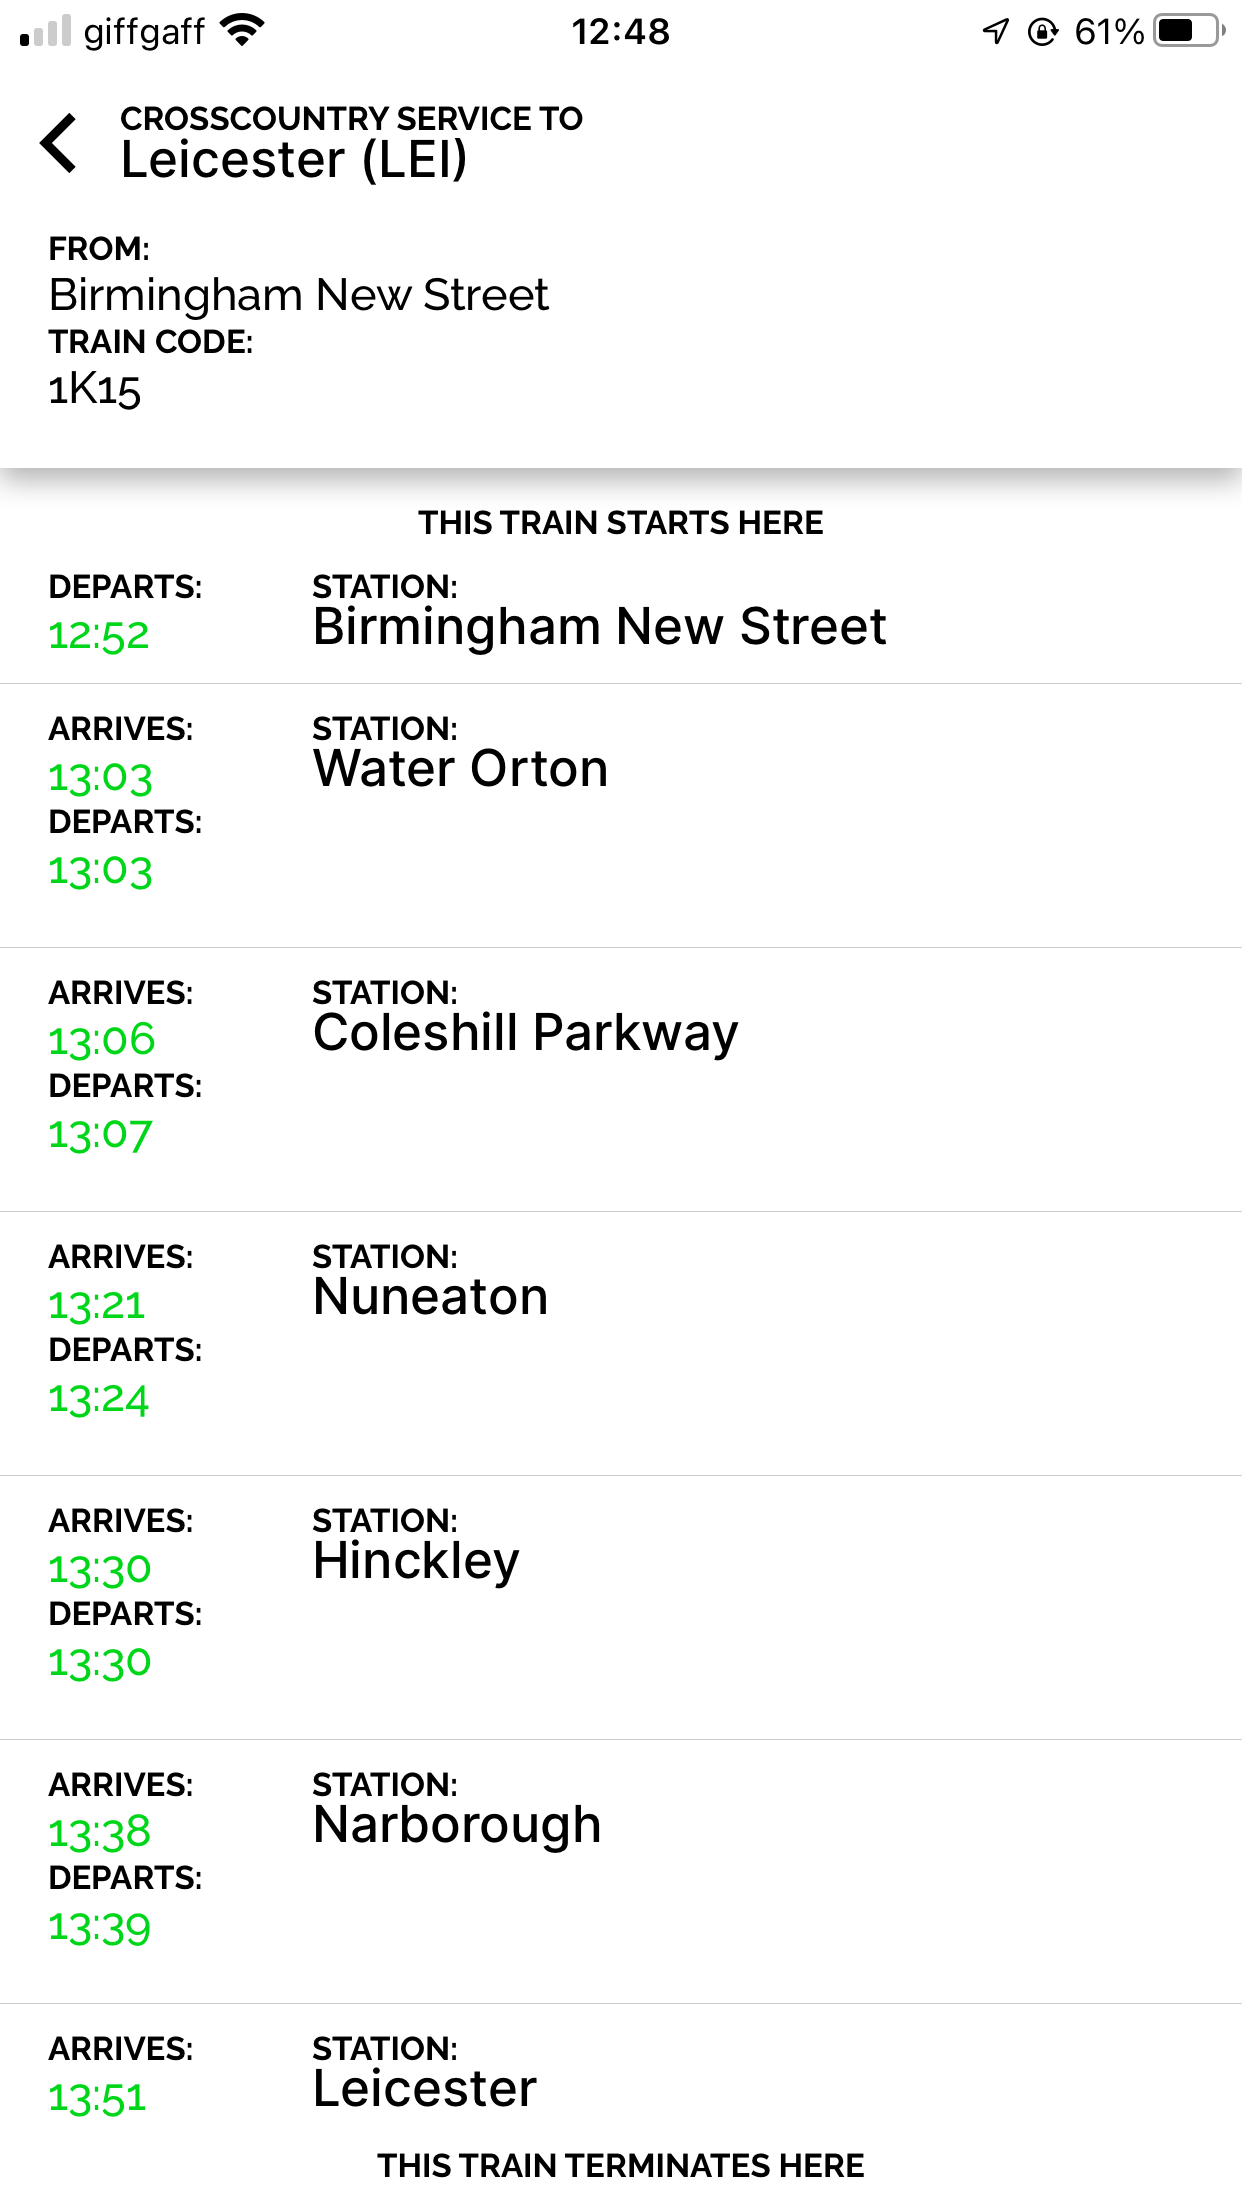 giffgaff 12:48 61%
CROSSCOUNTRY SERVICE TO
Leicester (LEI)
FROM:
Birmingham New Street
TRAIN CODE:
1K15
THIS TRAIN STARTS HERE
DEPARTS: STATION:
12:52 Birmingham New Street
ARRIVES: STATION:
13:03 Water Orton
DEPARTS:
13:03
ARRIVES: STATION:
13:06 Coleshill Parkway
DEPARTS:
13:07
ARRIVES: STATION:
13:21 Nuneaton
DEPARTS:
13:24
ARRIVES: STATION:
13:30 Hinckley
DEPARTS:
13:30
ARRIVES: STATION:
13:38 Narborough
DEPARTS:
13:39
ARRIVES: STATION:
13:51 Leicester
THIS TRAIN TERMINATES HERE